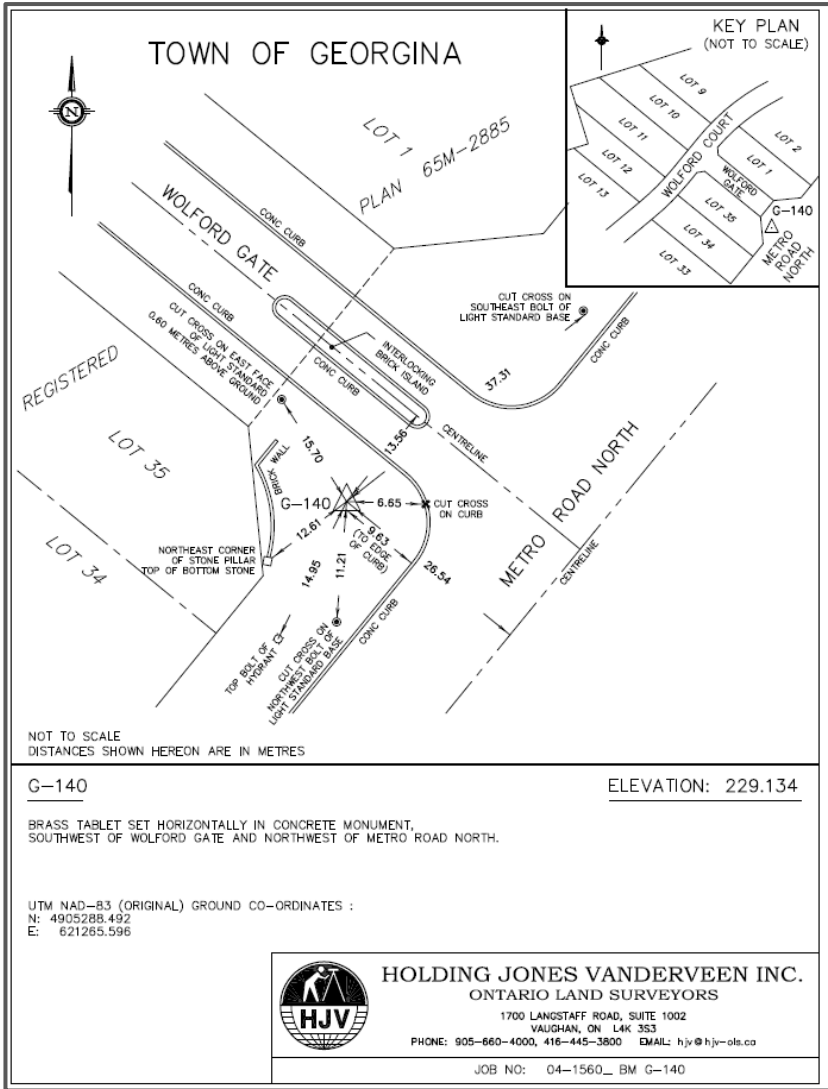 TOWN OF GEORGINA
N
LOT 1
PLAN 65M-2885
WOLFORD GATE
CONC CURB
CONC CURB
CUT CROSS ON EAST FACE
OF LIGHT STANDARD
0.60 METRES ABOVE GROUND
CONC CURB
INTERLOCKING
BRICK ISLAND
CUT CROSS ON
SOUTHEAST BOLT OF
LIGHT STANDARD BASE
37.31
CONC CURB
REGISTERED
LOT 35
LOT 34
BRICK WALL
15.70
13.56
CENTRELINE
G-140
6.65
CUT CROSS
ON CURB
12.61
9.63
(TO EDGE
OF CURB)
26.54
METRO ROAD NORTH
CENTRELINE
NORTHEAST CORNER
OF STONE PILLAR
TOP OF BOTTOM STONE
14.95
11.21
CONC CURB
TOP BOLT OF
HYDRANT
CUT CROSS ON
NORTHWEST BOLT OF
LIGHT STANDARD BASE
NOT TO SCALE
DISTANCES SHOWN HEREON ARE IN METRES
KEY PLAN
(NOT TO SCALE)
LOT 9
LOT 10
LOT 11
LOT 12
LOT 13
WOLFORD COURT
LOT 2
LOT 1
WOLFORD
GATE
LOT 35
LOT 34
LOT 33
G-140
METRO
ROAD
NORTH
G-140
ELEVATION: 229.134
BRASS TABLET SET HORIZONTALLY IN CONCRETE MONUMENT,
SOUTHWEST OF WOLFORD GATE AND NORTHWEST OF METRO ROAD NORTH.
UTM NAD-83 (ORIGINAL) GROUND CO-ORDINATES :
N: 4905288.492
E: 621265.596
HJV
HOLDING JONES VANDERVEEN INC.
ONTARIO LAND SURVEYORS
1700 LANGSTAFF ROAD, SUITE 1002
VAUGHAN, ON L4K 3S3
PHONE: 905-660-4000, 416-445-3800 EMAIL: hjv@hjv-ols.ca
JOB NO: 04-1560_ BM G-140